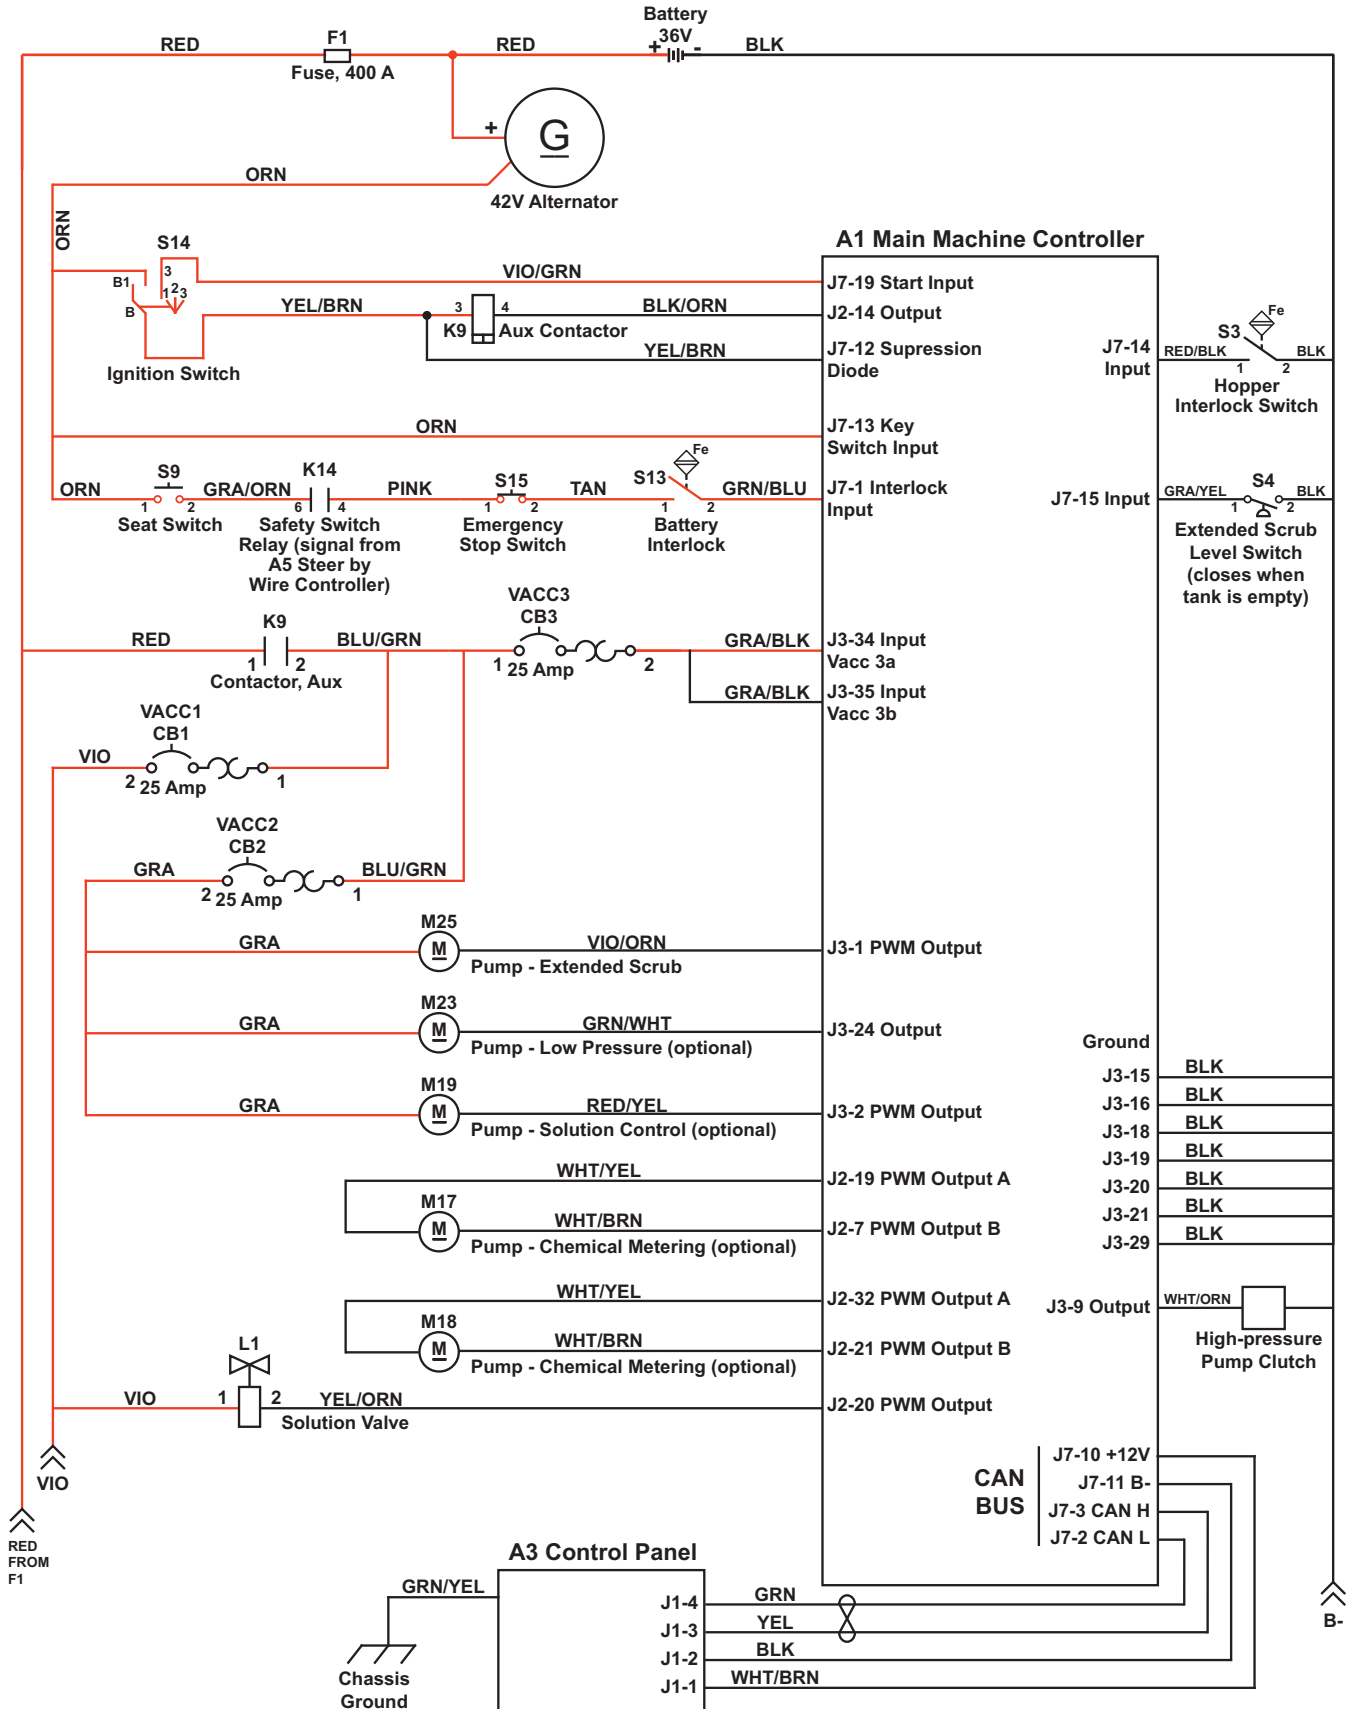 Battery
36V
+ -
RED
F1
RED
BLK
Fuse, 400 A
+
G
ORN
42V Alternator
ORN
S14
3
B1
1 2 3
B
Ignition Switch
VIO/GRN
YEL/BRN
3
4
K9
Aux Contactor
BLK/ORN
YEL/BRN
A1 Main Machine Controller
J7-19 Start Input
J2-14 Output
J7-12 Supression
Diode
J7-14
Input
RED/BLK
S3
Fe
BLK
1
2
Hopper
Interlock Switch
ORN
J7-13 Key
Switch Input
ORN
S9
1
2
Seat Switch
GRA/ORN
K14
6
4
Safety Switch
Relay (signal from
A5 Steer by
Wire Controller)
PINK
S15
1
2
Emergency
Stop Switch
TAN
S13
Fe
1
2
Battery
Interlock
GRN/BLU
J7-1 Interlock
Input
J7-15 Input
GRA/YEL
S4
BLK
1
2
Extended Scrub
Level Switch
(closes when
tank is empty)
RED
K9
1
2
Contactor, Aux
BLU/GRN
VACC3
CB3
1
25 Amp
2
GRA/BLK
J3-34 Input
Vacc 3a
GRA/BLK
J3-35 Input
Vacc 3b
VACC1
CB1
VIO
2
25 Amp
1
VACC2
CB2
GRA
2
25 Amp
1
BLU/GRN
GRA
M25
M
VIO/ORN
Pump - Extended Scrub
J3-1 PWM Output
GRA
M23
M
GRN/WHT
Pump - Low Pressure (optional)
J3-24 Output
GRA
M19
M
RED/YEL
Pump - Solution Control (optional)
J3-2 PWM Output
Ground
J3-15
BLK
J3-16
BLK
J3-18
BLK
J3-19
BLK
J3-20
BLK
J3-21
BLK
J3-29
BLK
WHT/YEL
J2-19 PWM Output A
M17
M
WHT/BRN
Pump - Chemical Metering (optional)
J2-7 PWM Output B
WHT/YEL
J2-32 PWM Output A
M18
M
WHT/BRN
Pump - Chemical Metering (optional)
J2-21 PWM Output B
J3-9 Output
WHT/ORN
High-pressure
Pump Clutch
L1
VIO
1
2
YEL/ORN
Solution Valve
J2-20 PWM Output
VIO
RED
FROM
F1
CAN
BUS
J7-10 +12V
J7-11 B-
J7-3 CAN H
J7-2 CAN L
B-
A3 Control Panel
GRN/YEL
Chassis
Ground
J1-4
GRN
J1-3
YEL
J1-2
BLK
J1-1
WHT/BRN